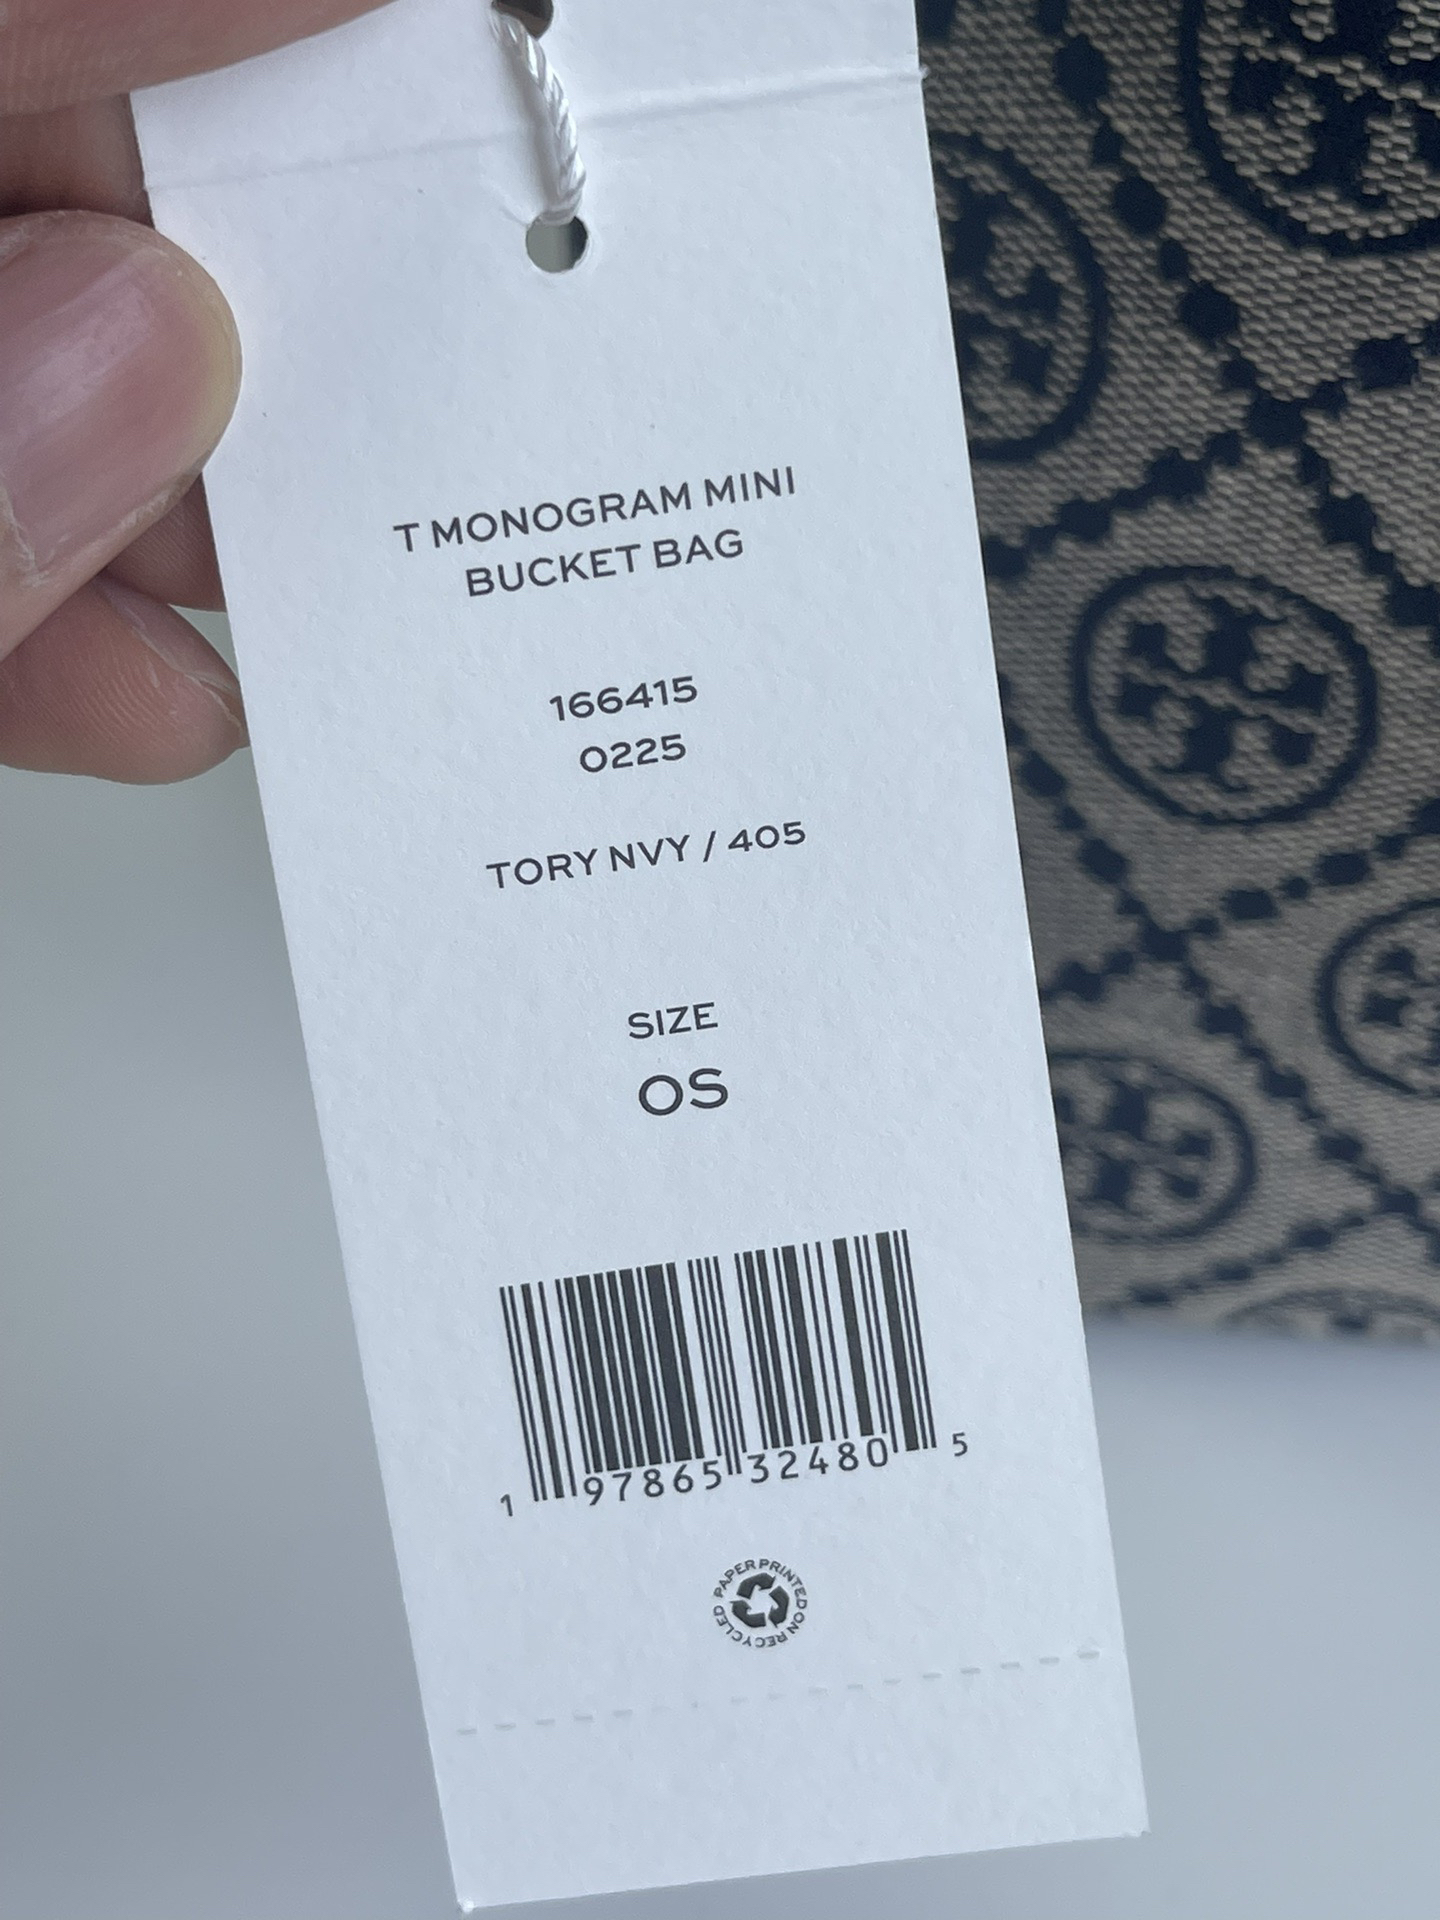 T MONOGRAM MINI
BUCKET BAG
166415
0225
TORY NVY / 405
SIZE
OS
1 97865 32480 5
PAPER PRINTED ON RECYCLED